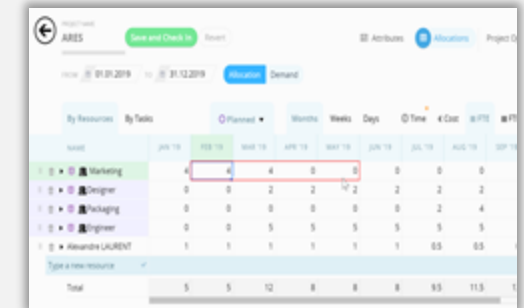 PROJECT NAME
ARES Save and Check In Revert Attributes Allocations Project
FROM 01.01.2019 TO 31.12.2019 Allocation Demand
By Resources By Tasks Planned Months Weeks Days Time € Cost FTE
NAME JAN '19 FEB '19 MAR '19 APR '19 MAY '19 JUN '19 JUL '19 AUG '19 SEP '19
Marketing 4 4 4 0 0 0 0 0 0
Designer 0 0 2 2 2 2 2 2
Packaging 0 0 0 0 0 0 2 4
Engineer 0 0 5 5 5 5 5 5
Alexandre LAURENT 1 1 1 1 1 1 0.5 0.5
Type a new resource
Total 5 5 12 8 8 8 9.5 11.5